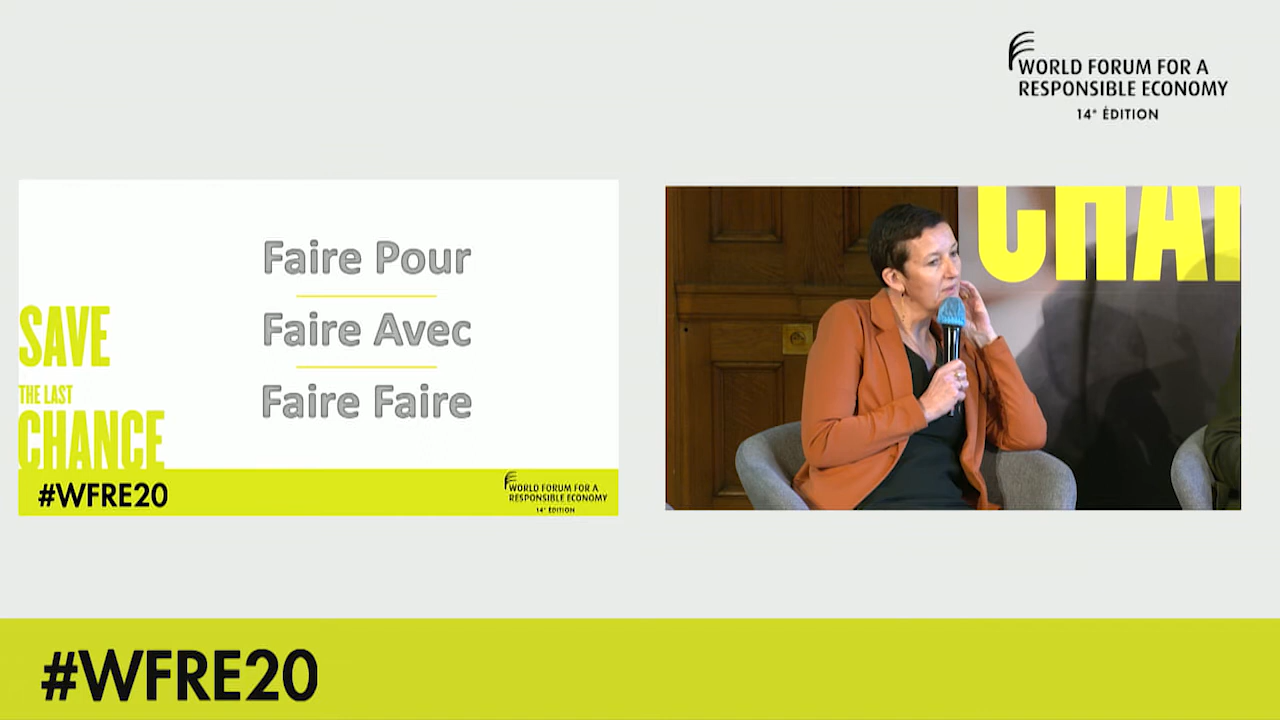 WORLD FORUM FOR A
RESPONSIBLE ECONOMY
14e ÉDITION
Faire Pour
Faire Avec
Faire Faire
SAVE
THE LAST
CHANCE
#WFRE20
WORLD FORUM FOR A
RESPONSIBLE ECONOMY
14e ÉDITION
CHA
#WFRE20